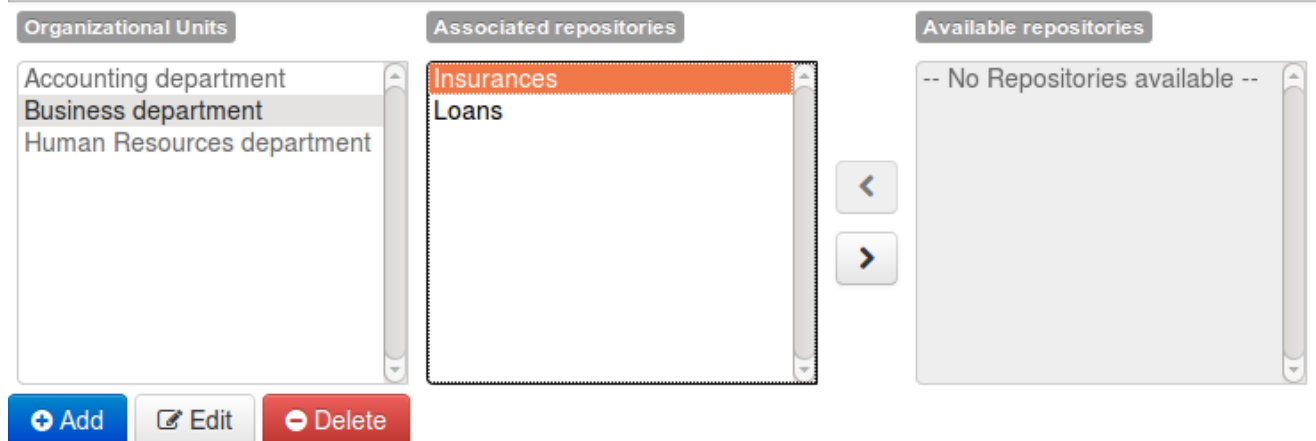 Organizational Units
Associated repositories
Available repositories
Accounting department
Business department
Human Resources department
Insurances
Loans
-- No Repositories available --
Add
Edit
Delete